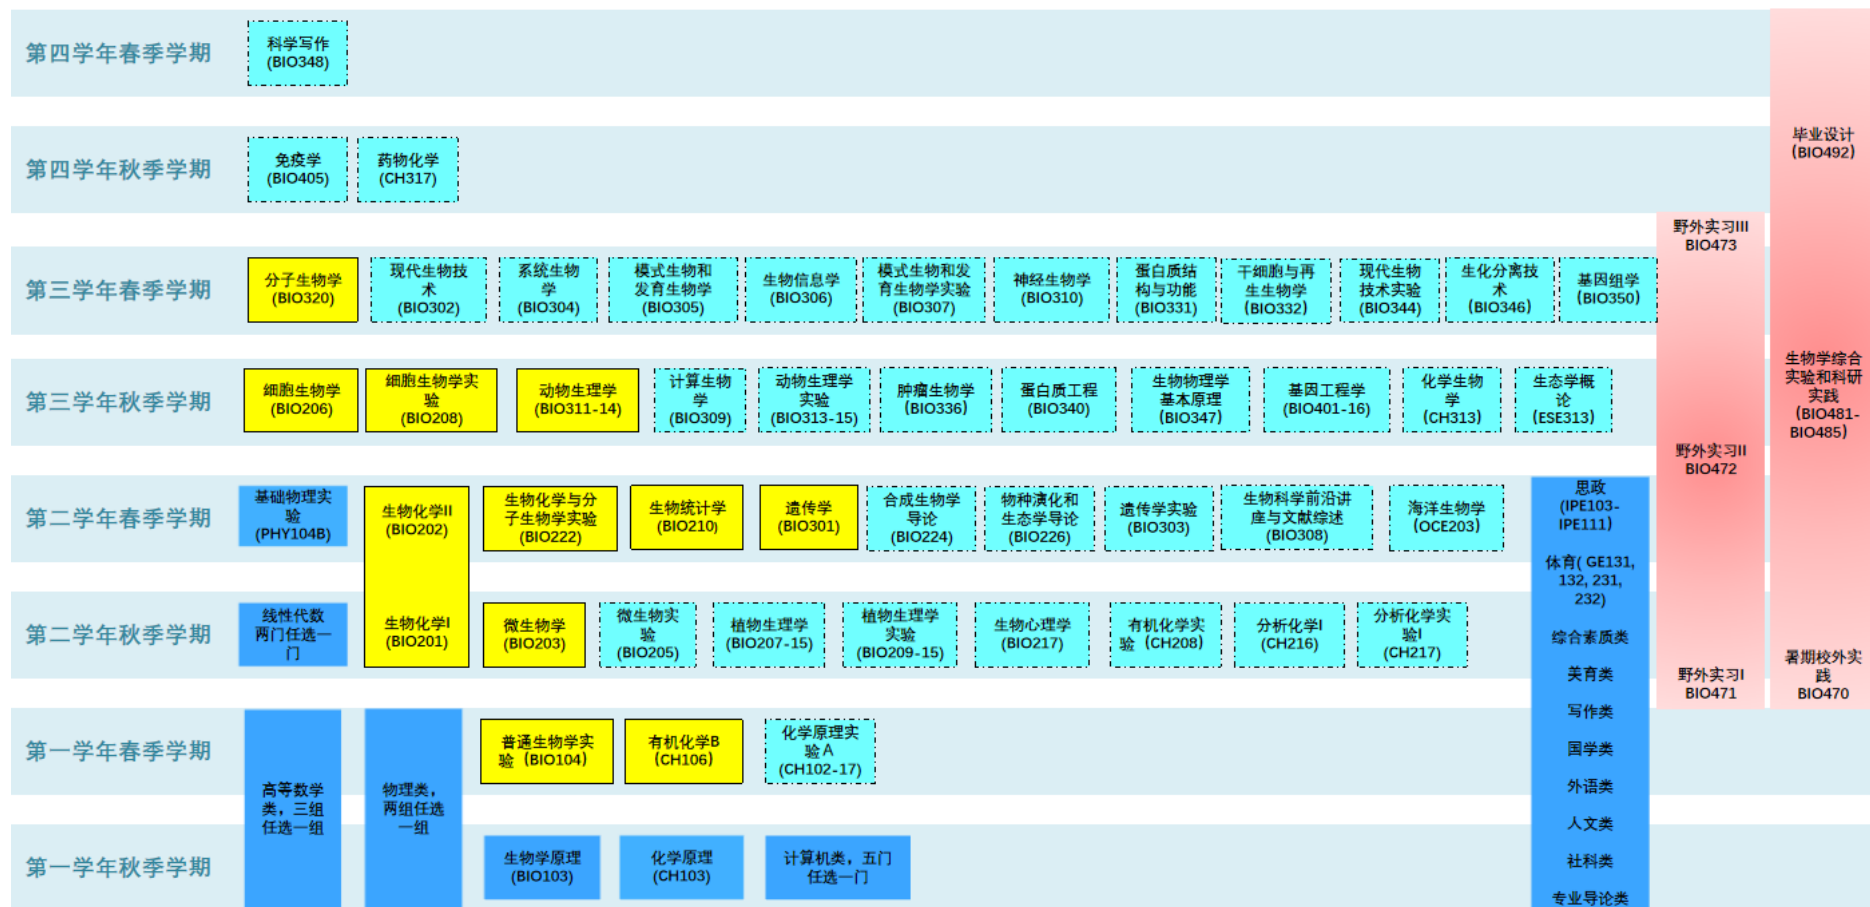 第四学年春季学期
科学写作
(BIO348)
第四学年秋季学期
免疫学
(BIO405)
药物化学
(CH317)
毕业设计
(BIO492)
第三学年春季学期
分子生物学
(BIO320)
现代生物技
术
(BIO302)
系统生物
学
(BIO304)
模式生物和
发育生物学
(BIO305)
生物信息学
(BIO306)
模式生物和发
育生物学实验
(BIO307)
神经生物学
(BIO310)
蛋白质结
构与功能
(BIO331)
干细胞与再
生生物学
(BIO332)
现代生物
技术实验
(BIO344)
生化分离技
术
(BIO346)
基因组学
(BIO350)
野外实习III
BIO473
第三学年秋季学期
细胞生物学
(BIO206)
细胞生物学实
验
(BIO208)
动物生理学
(BIO311-14)
计算生物
学
(BIO309)
动物生理学
实验
(BIO313-15)
肿瘤生物学
(BIO336)
蛋白质工程
(BIO340)
生物物理学
基本原理
(BIO347)
基因工程学
(BIO401-16)
化学生物
学
(CH313)
生态学概
论
(ESE313)
生物学综合
实验和科研
实践
(BIO481-
BIO485)
野外实习II
BIO472
第二学年春季学期
基础物理实
验
(PHY104B)
生物化学II
(BIO202)
生物化学与分
子生物学实验
(BIO222)
生物统计学
(BIO210)
遗传学
(BIO301)
合成生物学
导论
(BIO224)
物种演化和
生态学导论
(BIO226)
遗传学实验
(BIO303)
生物科学前沿讲
座与文献综述
(BIO308)
海洋生物学
(OCE203)
思政
(IPE103-
IPE111)
体育( GE131,
132, 231,
232)
综合素质类
美育类
写作类
国学类
外语类
人文类
社科类
专业导论类
第二学年秋季学期
线性代数
两门任选一
门
生物化学I
(BIO201)
微生物学
(BIO203)
微生物实
验
(BIO205)
植物生理学
(BIO207-15)
植物生理学
实验
(BIO209-15)
生物心理学
(BIO217)
有机化学实
验 (CH208)
分析化学I
(CH216)
分析化学实
验I
(CH217)
野外实习I
BIO471
暑期校外实
践
BIO470
第一学年春季学期
高等数学
类，三组
任选一组
物理类，
两组任选
一组
普通生物学实
验 (BIO104)
有机化学B
(CH106)
化学原理实
验A
(CH102-17)
第一学年秋季学期
生物学原理
(BIO103)
化学原理
(CH103)
计算机类，五门
任选一门